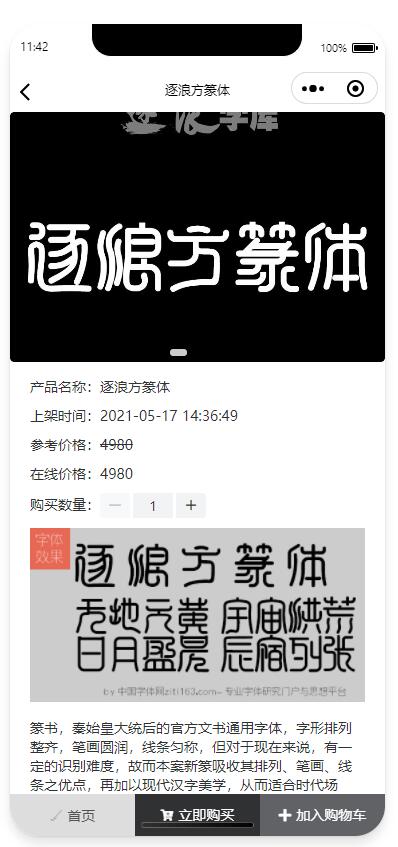 11:42
100%
逐浪方篆体
逐浪字库
逐浪方篆体
产品名称：逐浪方篆体
上架时间：2021-05-17 14:36:49
参考价格：4980
在线价格：4980
购买数量： — 1 +
字体
效果
逐浪方篆体
天地元黄 宇宙洪荒
日月盈昃 辰宿列张
by 中国字体网ziti163.com- 专业字体研究门户与思想平台
篆书，秦始皇大统后的官方文书通用字体，字形排列
整齐，笔画圆润，线条匀称，但对于现在来说，有一
定的识别难度，故而本案新篆吸收其排列、笔画、线
条之优点，再加以现代汉字美学，从而适合时代场
首页
立即购买
加入购物车